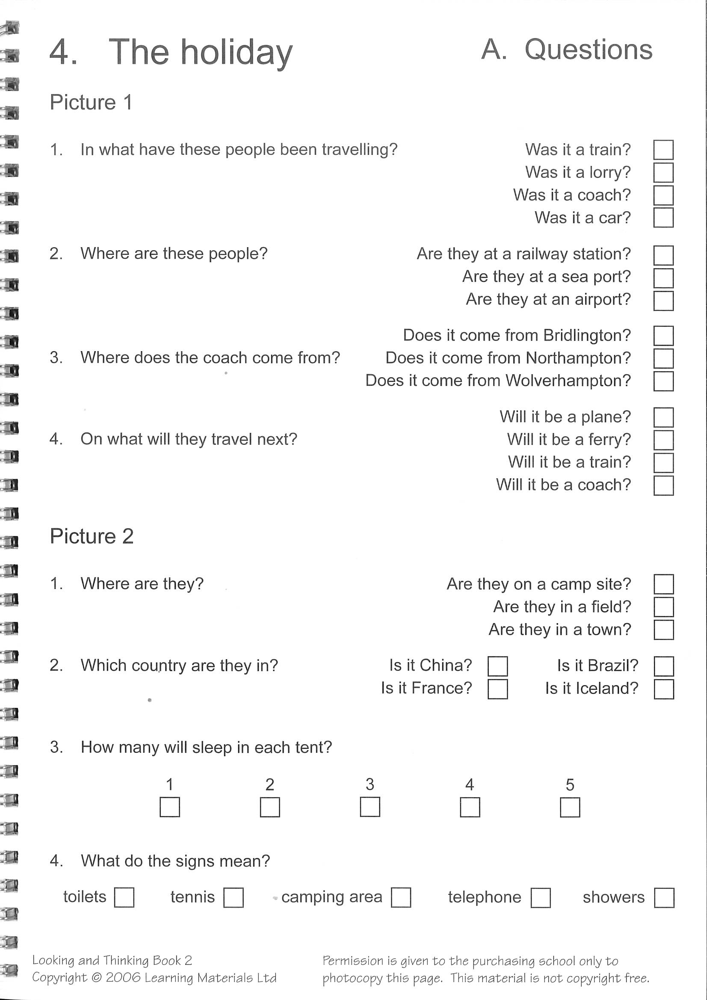 4. The holiday
A. Questions
Picture 1
1. In what have these people been travelling?
Was it a train?
Was it a lorry?
Was it a coach?
Was it a car?
2. Where are these people?
Are they at a railway station?
Are they at a sea port?
Are they at an airport?
Does it come from Bridlington?
3. Where does the coach come from?
Does it come from Northampton?
Does it come from Wolverhampton?
Will it be a plane?
4. On what will they travel next?
Will it be a ferry?
Will it be a train?
Will it be a coach?
Picture 2
1. Where are they?
Are they on a camp site?
Are they in a field?
Are they in a town?
2. Which country are they in?
Is it China?
Is it Brazil?
Is it France?
Is it Iceland?
3. How many will sleep in each tent?
1 2 3 4 5
4. What do the signs mean?
toilets tennis camping area telephone showers
Looking and Thinking Book 2
Copyright © 2006 Learning Materials Ltd
Permission is given to the purchasing school only to
photocopy this page. This material is not copyright free.